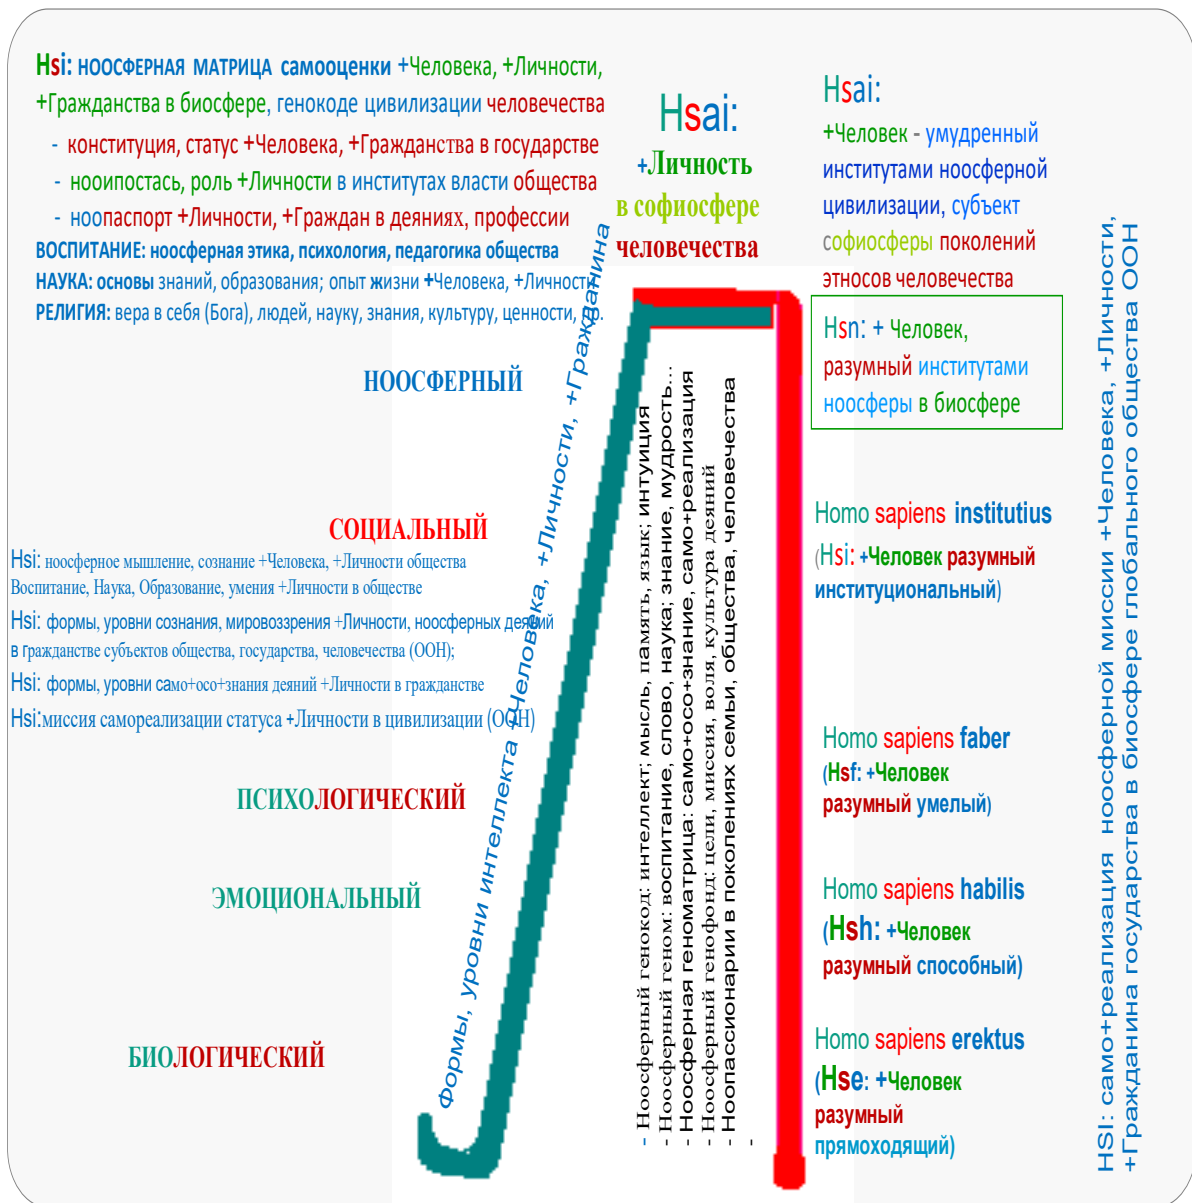 Hsi: НООСФЕРНАЯ МАТРИЦА самооценки +Человека, +Личности,
+Гражданства в биосфере, генокоде цивилизации человечества
- конституция, статус +Человека, +Гражданства в государстве
- нооипостась, роль +Личности в институтах власти общества
- ноопаспорт +Личности, +Граждан в деяниях, профессии
ВОСПИТАНИЕ: ноосферная этика, психология, педагогика общества
НАУКА: основы знаний, образования; опыт жизни +Человека, +Личности
РЕЛИГИЯ: вера в себя (Бога), людей, науку, знания, культуру, ценности,
НООСФЕРНЫЙ
СОЦИАЛЬНЫЙ
Hsi: ноосферное мышление, сознание +Человека, +Личности общества
Воспитание, Наука, Образование, умения +Личности в обществе
Hsi: формы, уровни сознания, мировоззрения +Личности, ноосферных деяний
в гражданстве субъектов общества, государства, человечества (ООН);
Hsi: формы, уровни само+осо+знания деяний +Личности в гражданстве
Hsi:миссия самореализации статуса +Личности в цивилизации (ООН)
ПСИХОЛОГИЧЕСКИЙ
ЭМОЦИОНАЛЬНЫЙ
БИОЛОГИЧЕСКИЙ
Формы, уровни интеллекта +Человека, +Личности, +Гражданина
Hsai:
+Личность
в софиосфере
человечества
- Ноосферный генокод: интеллект; мысль, память, язык; интуиция
- Ноосферный геном: воспитание, слово, наука; знание, мудрость...
- Ноосферная геноматрица: само+осо+знание, само+реализация
- Ноосферный генофонд: цели, миссия, воля, культура деяний
- Ноопассионарии в поколениях семьи, общества, человечества
-
Hsai:
+Человек - умудренный
институтами ноосферной
цивилизации, субъект
софиосферы поколений
этносов человечества
Hsn: + Человек,
разумный институтами
ноосферы в биосфере
Homo sapiens institutius
(Hsi: +Человек разумный
институциональный)
Homo sapiens faber
(Hsf: +Человек
разумный умелый)
Homo sapiens habilis
(Hsh: +Человек
разумный способный)
Homo sapiens erektus
(Hse: +Человек
разумный
прямоходящий)
HSI: само+реализация ноосферной миссии +Человека, +Личности,
+Гражданина государства в биосфере глобального общества ООН